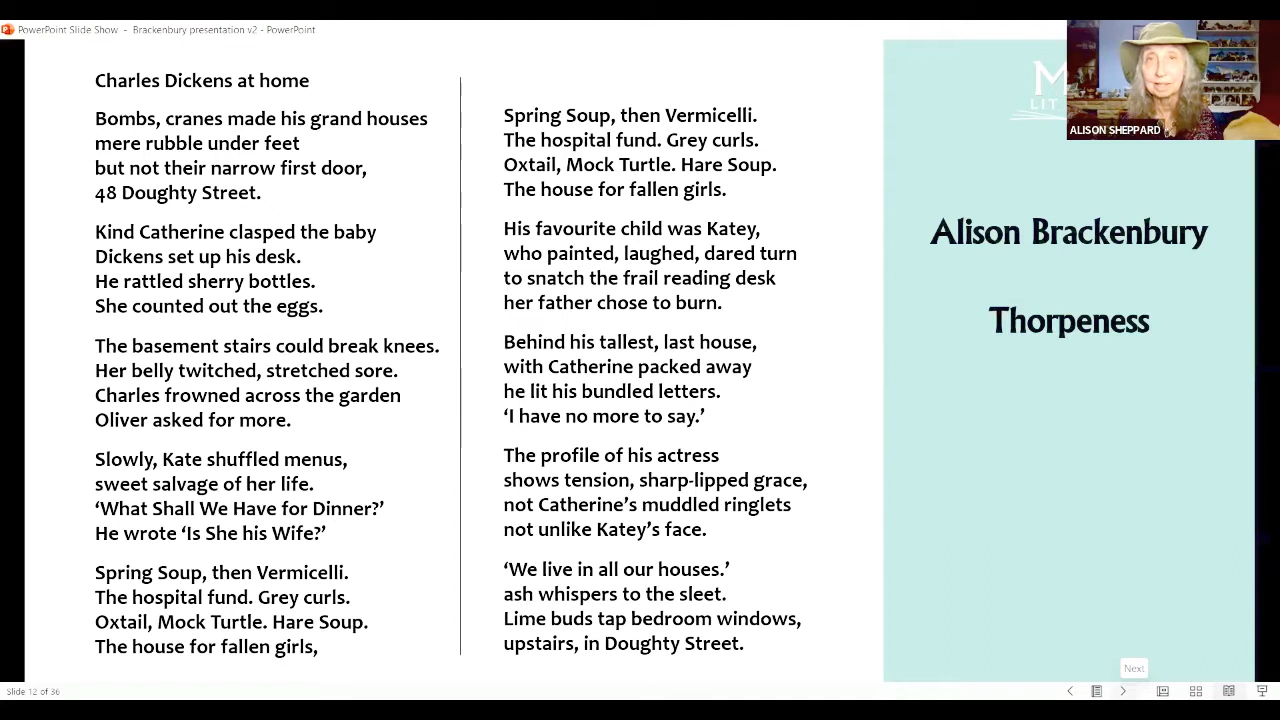 PowerPoint Slide Show - Brackenbury presentation v2 - PowerPoint
Charles Dickens at home
Bombs, cranes made his grand houses
mere rubble under feet
but not their narrow first door,
48 Doughty Street.
Kind Catherine clasped the baby
Dickens set up his desk.
He rattled sherry bottles.
She counted out the eggs.
The basement stairs could break knees.
Her belly twitched, stretched sore.
Charles frowned across the garden
Oliver asked for more.
Slowly, Kate shuffled menus,
sweet salvage of her life.
‘What Shall We Have for Dinner?’
He wrote ‘Is She his Wife?’
Spring Soup, then Vermicelli.
The hospital fund. Grey curls.
Oxtail, Mock Turtle. Hare Soup.
The house for fallen girls,
Spring Soup, then Vermicelli.
The hospital fund. Grey curls.
Oxtail, Mock Turtle. Hare Soup.
The house for fallen girls.
His favourite child was Katey,
who painted, laughed, dared turn
to snatch the frail reading desk
her father chose to burn.
Behind his tallest, last house,
with Catherine packed away
he lit his bundled letters.
‘I have no more to say.’
The profile of his actress
shows tension, sharp-lipped grace,
not Catherine’s muddled ringlets
not unlike Katey’s face.
‘We live in all our houses.’
ash whispers to the sleet.
Lime buds tap bedroom windows,
upstairs, in Doughty Street.
ALISON SHEPPARD
Alison Brackenbury
Thorpeness
Next
Slide 12 of 36